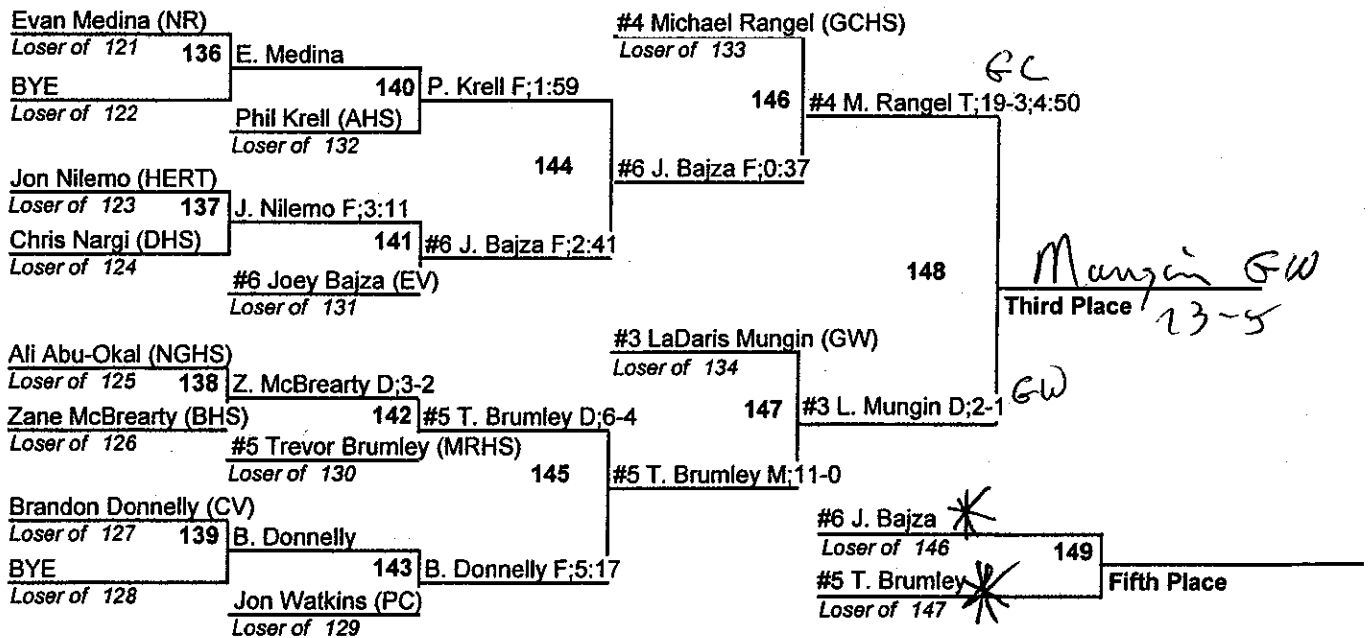 Evan Medina (NR)
Loser of 121
136
E. Medina
BYE
Loser of 122
140
P. Krell F;1:59
Phil Krell (AHS)
Loser of 132
144
#6 J. Bajza F;0:37
Jon Nilemo (HERT)
Loser of 123
137
J. Nilemo F;3:11
Chris Nargi (DHS)
Loser of 124
141
#6 J. Bajza F;2:41
#6 Joey Bajza (EV)
Loser of 131
#4 Michael Rangel (GCHS)
Loser of 133
146
GC
#4 M. Rangel T;19-3;4:50
148
Mungin GW
Third Place
Ali Abu-Okal (NGHS)
Loser of 125
138
Z. McBrearty D;3-2
Zane McBrearty (BHS)
Loser of 126
142
#5 T. Brumley D;6-4
#5 Trevor Brumley (MRHS)
Loser of 130
145
#5 T. Brumley M;11-0
Brandon Donnelly (CV)
Loser of 127
139
B. Donnelly
BYE
Loser of 128
143
B. Donnelly F;5:17
Jon Watkins (PC)
Loser of 129
#3 LaDaris Mungin (GW)
Loser of 134
147
#3 L. Mungin D;2-1
GW
#6 J. Bajza
Loser of 146
149
#5 T. Brumley
Loser of 147
Fifth Place